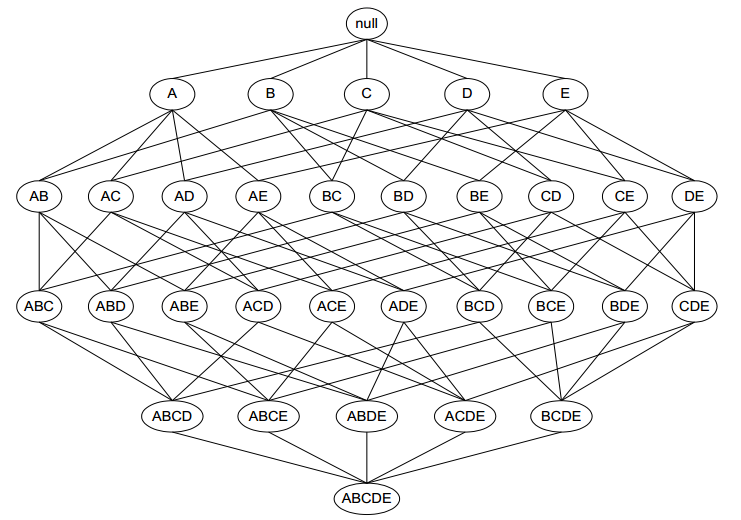 null
A B C D E
AB AC AD AE BC BD BE CD CE DE
ABC ABD ABE ACD ACE ADE BCD BCE BDE CDE
ABCD ABCE ABDE ACDE BCDE
ABCDE